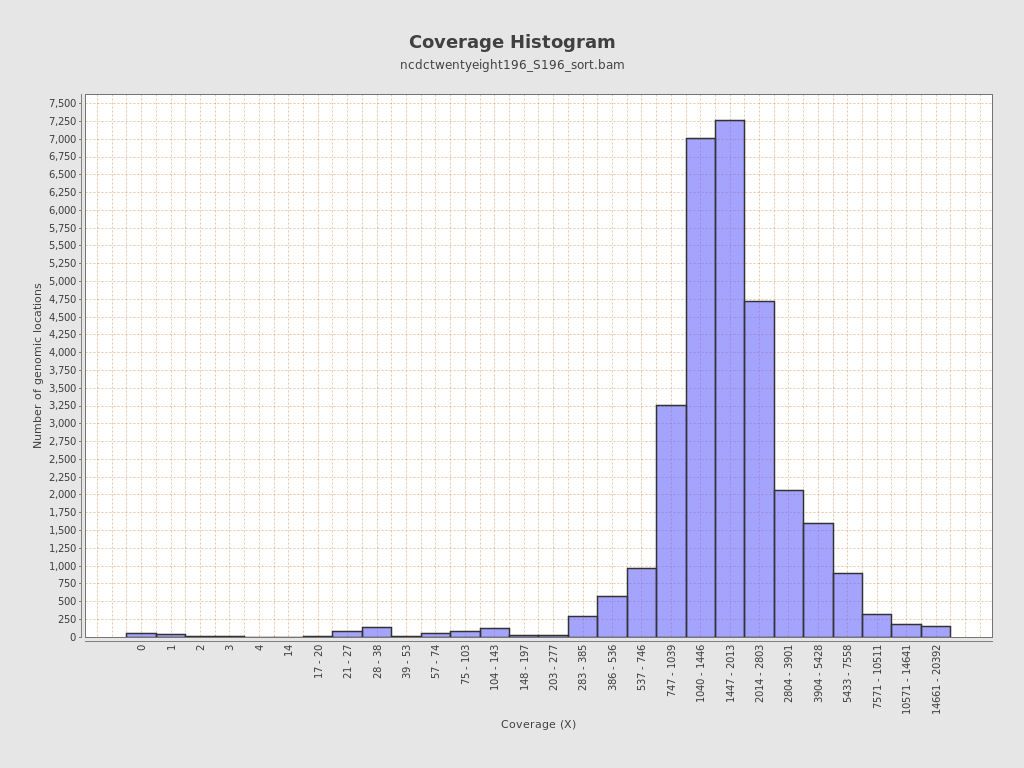 Coverage Histogram
ncdctwentyeight196_S196_sort.bam
7,500
7,250
7,000
6,750
6,500
6,250
6,000
5,750
5,500
5,250
5,000
4,750
4,500
4,250
4,000
3,750
3,500
3,250
3,000
2,750
2,500
2,250
2,000
1,750
1,500
1,250
1,000
750
500
250
0
Number of genomic locations
0
1
2
3
4
14
17 - 20
21 - 27
28 - 38
39 - 53
57 - 74
75 - 103
104 - 143
148 - 197
203 - 277
283 - 385
386 - 536
537 - 746
747 - 1039
1040 - 1446
1447 - 2013
2014 - 2803
2804 - 3901
3904 - 5428
5433 - 7558
7571 - 10511
10571 - 14641
14661 - 20392
Coverage (X)